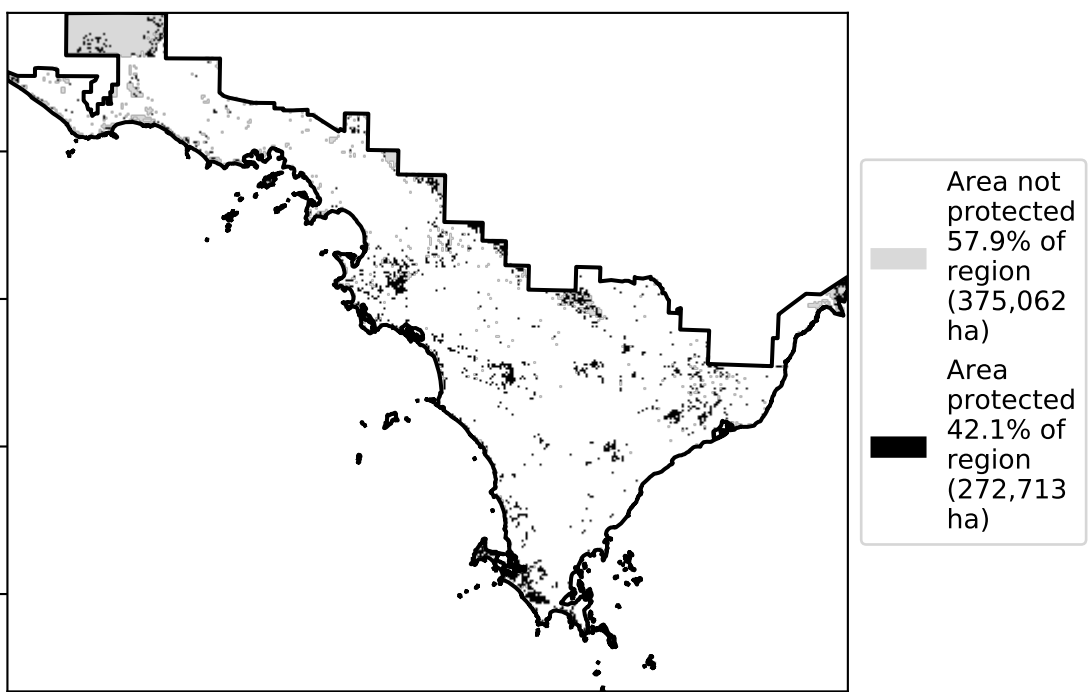 Area not
protected
57.9% of
region
(375,062
ha)
Area
protected
42.1% of
region
(272,713
ha)